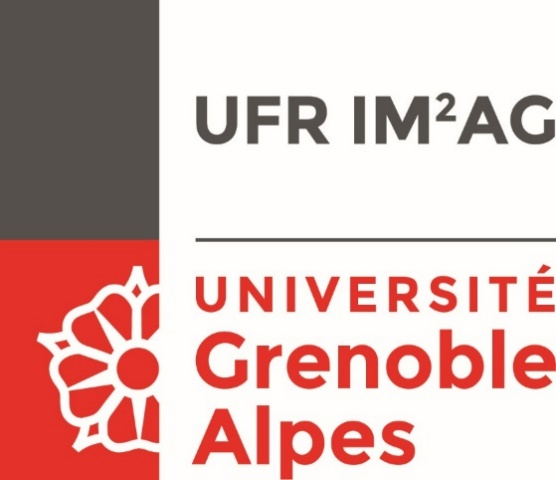 UFR IM²AG
UNIVERSITÉ
Grenoble
Alpes